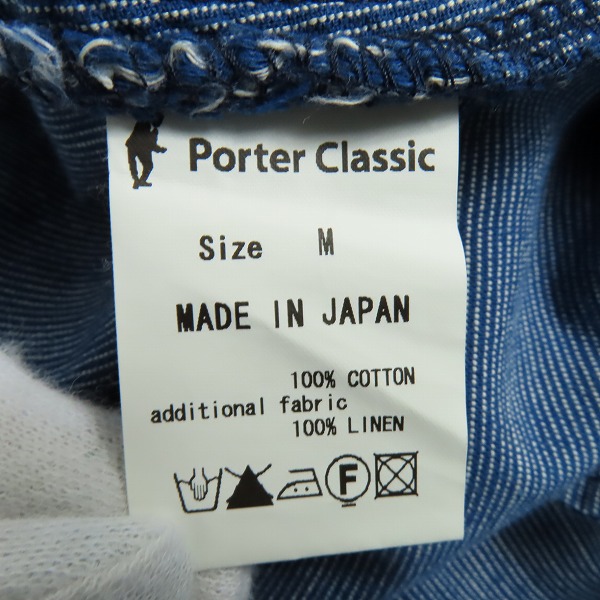 Porter Classic
Size M
MADE IN JAPAN
100% COTTON
additional fabric
100% LINEN
F